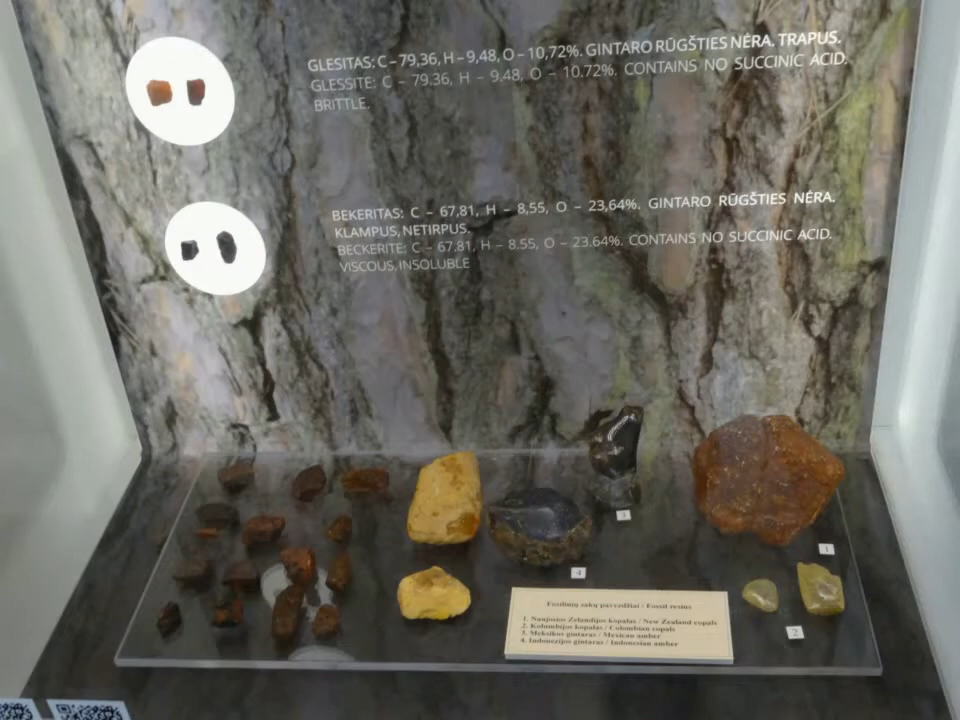 GLESITAS: C – 79,36, H – 9,48, O – 10,72%. GINTARO RŪGŠTIES NĖRA. TRAPUS.
GLESSITE: C – 79.36, H – 9.48, O – 10.72%. CONTAINS NO SUCCINIC ACID.
BRITTLE.
BEKERITAS: C – 67,81, H – 8,55, O – 23,64%. GINTARO RŪGŠTIES NĖRA.
KLAMPUS, NETIRPUS.
BECKERITE: C – 67.81, H – 8.55, O – 23.64%. CONTAINS NO SUCCINIC ACID.
VISCOUS, INSOLUBLE
3
1
4
2
Fosilinių sakų pavyzdžiai / Fossil resins
1. Naujosios Zelandijos kopalas / New Zealand copals
2. Kolumbijos kopalas / Colombian copals
3. Meksikos gintaras / Mexican amber
4. Indonezijos gintaras / Indonesian amber